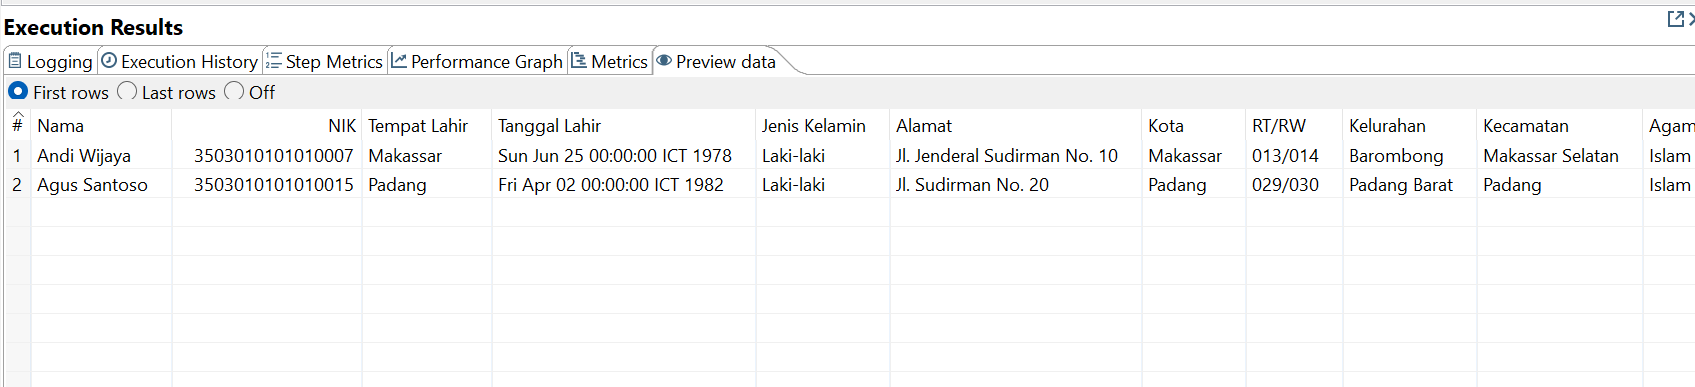 Execution Results
Logging Execution History Step Metrics Performance Graph Metrics Preview data
First rows Last rows Off
# Nama NIK Tempat Lahir Tanggal Lahir Jenis Kelamin Alamat Kota RT/RW Kelurahan Kecamatan Agam
1 Andi Wijaya 3503010101010007 Makassar Sun Jun 25 00:00:00 ICT 1978 Laki-laki Jl. Jenderal Sudirman No. 10 Makassar 013/014 Barombong Makassar Selatan Islam
2 Agus Santoso 3503010101010015 Padang Fri Apr 02 00:00:00 ICT 1982 Laki-laki Jl. Sudirman No. 20 Padang 029/030 Padang Barat Padang Islam